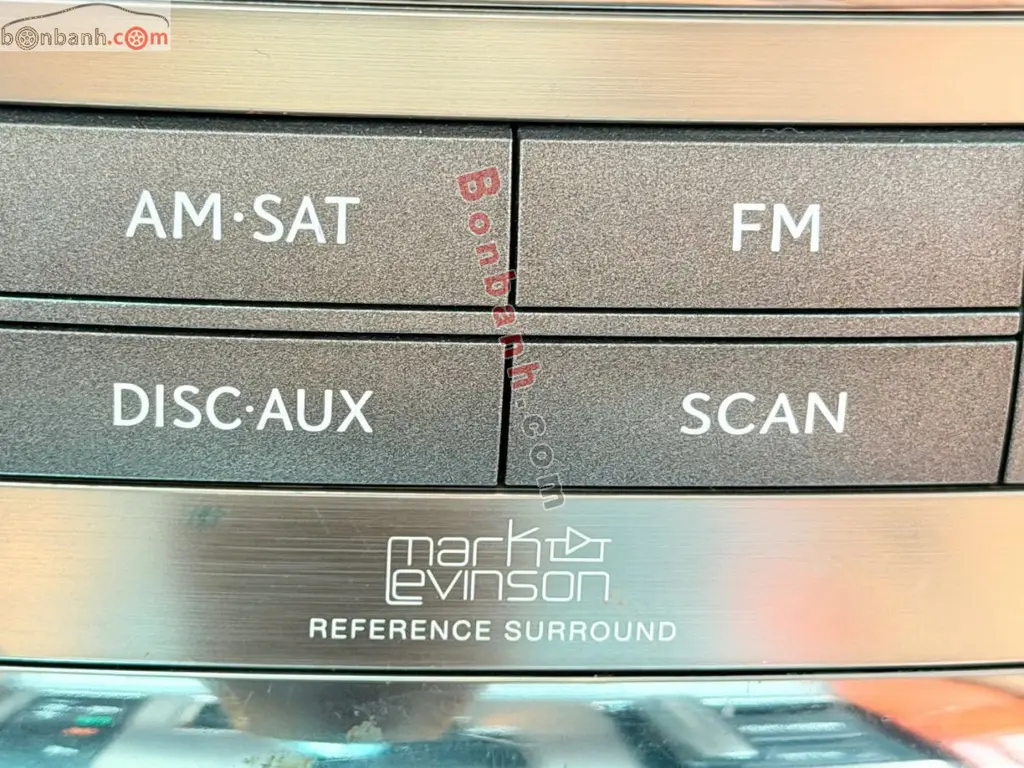 bonbanh.com
AM·SAT
FM
Bonbanh.com
DISC·AUX
SCAN
mark
Levinson
REFERENCE SURROUND